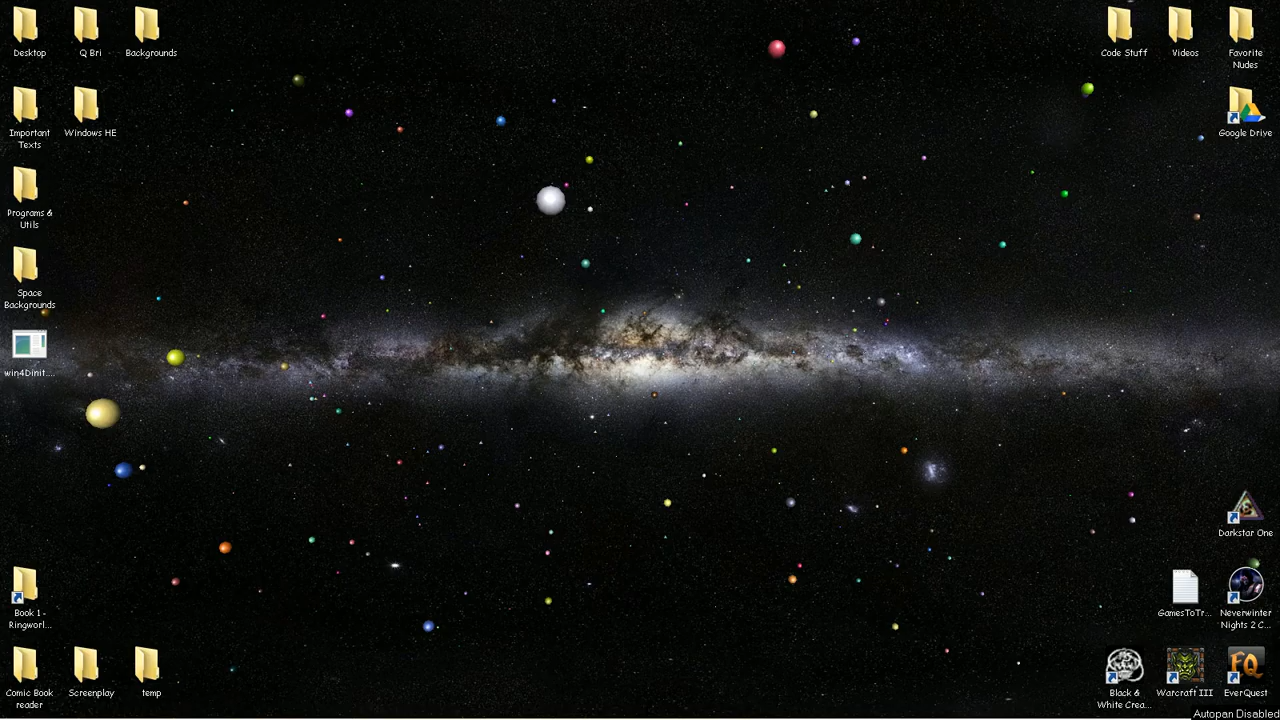 Desktop
Q Bri
Backgrounds
Code Stuff
Videos
Favorite
Nudes
Important
Texts
Windows HE
Google Drive
Programs &
Utils
Space
Backgrounds
win4Dinit....
Darkstar One
Book 1 -
Ringworl...
GamesToTr...
Neverwinter
Nights 2 C...
Comic Book
reader
Screenplay
temp
Black &
White Crea...
Warcraft III
EverQuest
Autopan Disabled